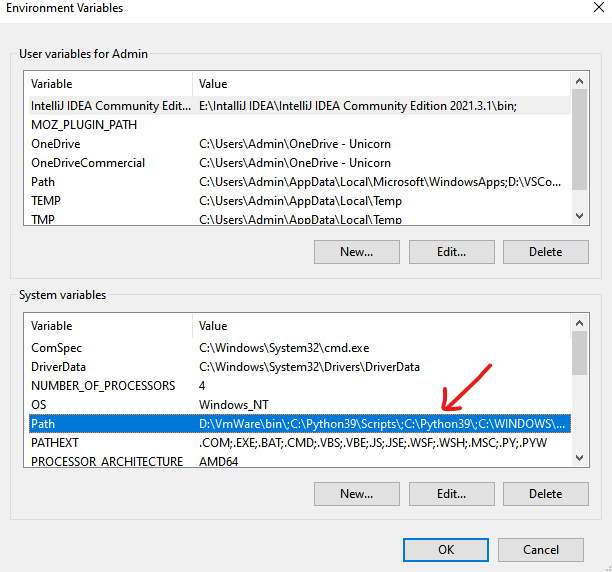 Environment Variables
User variables for Admin
Variable Value
IntelliJ IDEA Community Edit... E:\IntalliJ IDEA\IntelliJ IDEA Community Edition 2021.3.1\bin;
MOZ_PLUGIN_PATH
OneDrive C:\Users\Admin\OneDrive - Unicorn
OneDriveCommercial C:\Users\Admin\OneDrive - Unicorn
Path C:\Users\Admin\AppData\Local\Microsoft\WindowsApps;D:\VSCo...
TEMP C:\Users\Admin\AppData\Local\Temp
TMP C:\Users\Admin\AppData\Local\Temp
New... Edit... Delete
System variables
Variable Value
ComSpec C:\Windows\System32\cmd.exe
DriverData C:\Windows\System32\Drivers\DriverData
NUMBER_OF_PROCESSORS 4
OS Windows_NT
Path D:\VmWare\bin\;C:\Python39\Scripts\;C:\Python39\;C:\WINDOWS\...
PATHEXT .COM;.EXE;.BAT;.CMD;.VBS;.VBE;.JS;.JSE;.WSF;.WSH;.MSC;.PY;.PYW
PROCESSOR_ARCHITECTURE AMD64
New... Edit... Delete
OK Cancel